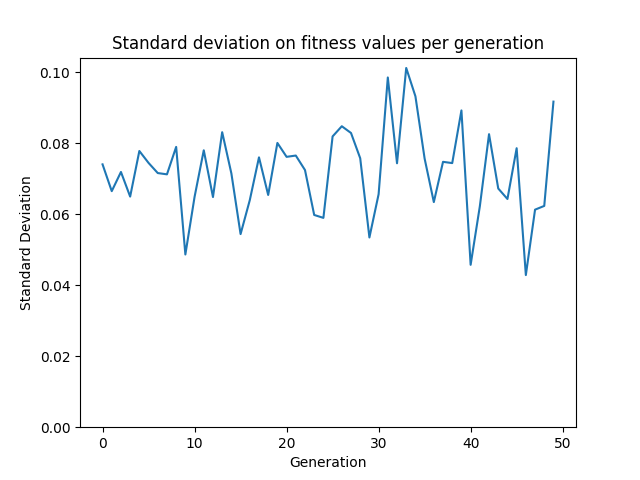 Standard deviation on fitness values per generation
0.10
0.08
0.06
0.04
0.02
0.00
Standard Deviation
0 10 20 30 40 50
Generation